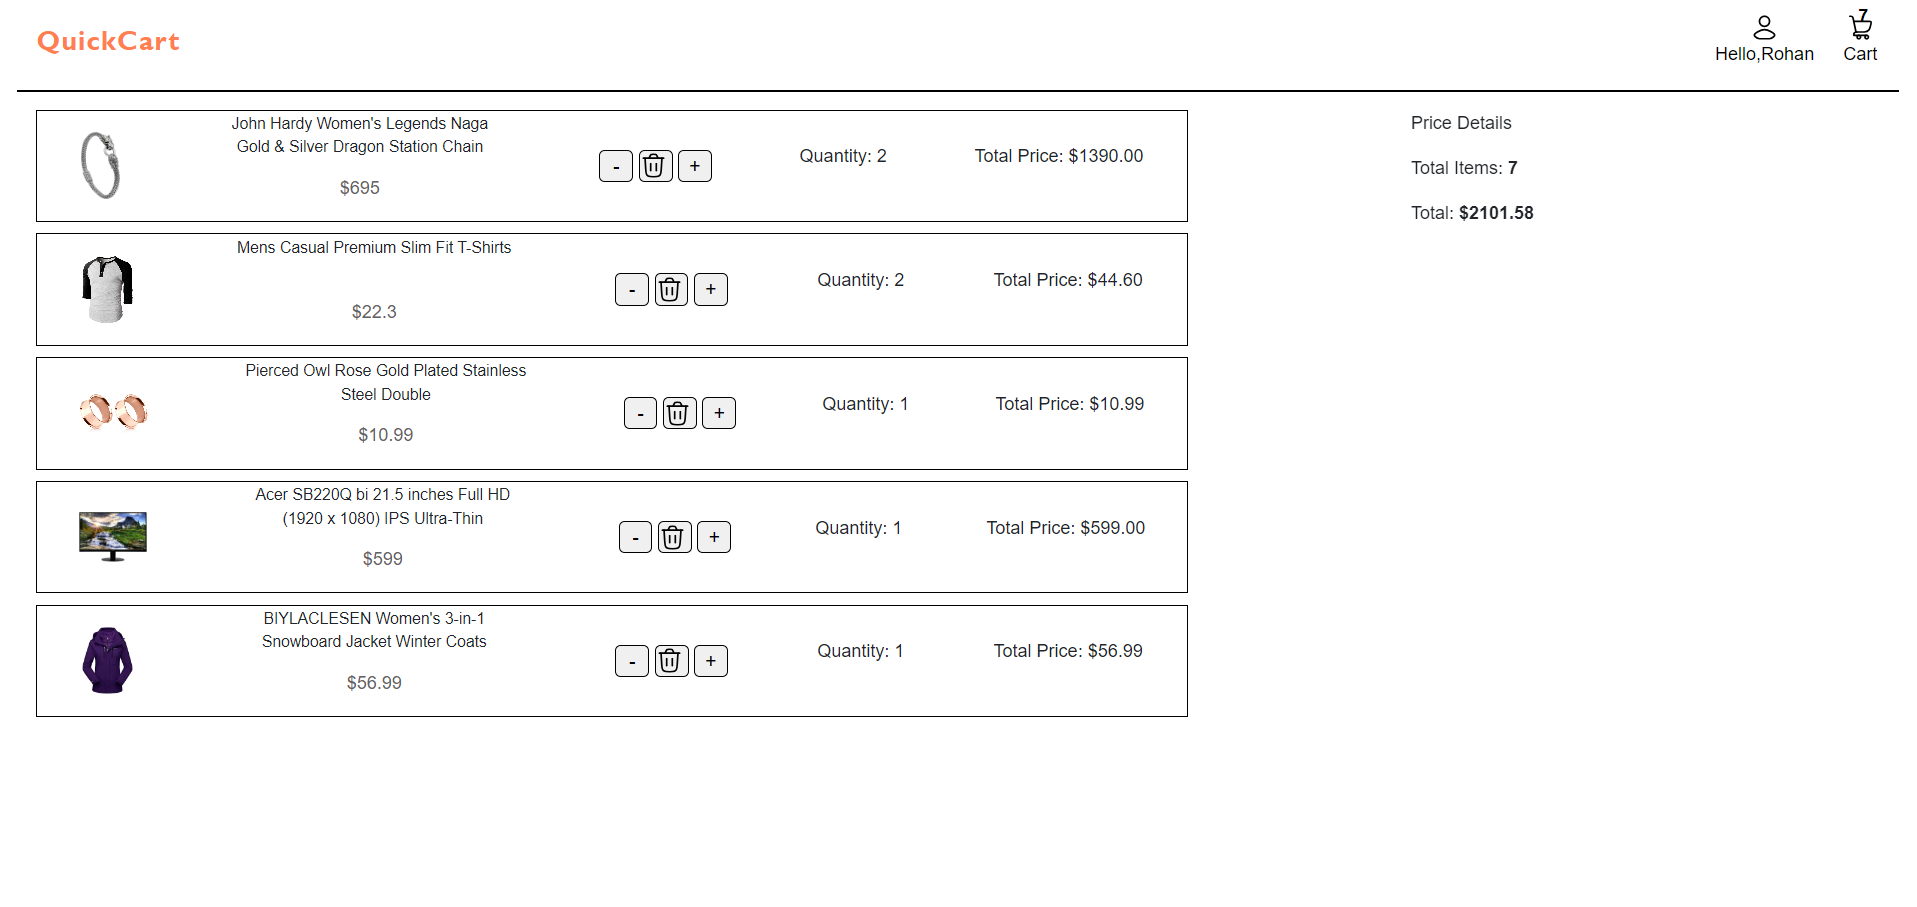 QuickCart
7
Hello,Rohan
Cart
John Hardy Women's Legends Naga
Gold & Silver Dragon Station Chain
$695
-
+
Quantity: 2
Total Price: $1390.00
Mens Casual Premium Slim Fit T-Shirts
$22.3
-
+
Quantity: 2
Total Price: $44.60
Pierced Owl Rose Gold Plated Stainless
Steel Double
$10.99
-
+
Quantity: 1
Total Price: $10.99
Acer SB220Q bi 21.5 inches Full HD
(1920 x 1080) IPS Ultra-Thin
$599
-
+
Quantity: 1
Total Price: $599.00
BIYLACLESEN Women's 3-in-1
Snowboard Jacket Winter Coats
$56.99
-
+
Quantity: 1
Total Price: $56.99
Price Details
Total Items: 7
Total: $2101.58